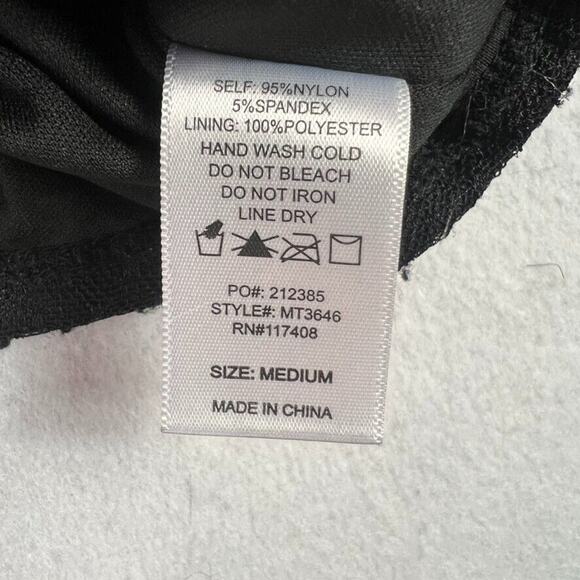 SELF: 95%NYLON
5%SPANDEX
LINING: 100%POLYESTER
HAND WASH COLD
DO NOT BLEACH
DO NOT IRON
LINE DRY
PO#: 212385
STYLE#: MT3646
RN#117408
SIZE: MEDIUM
MADE IN CHINA